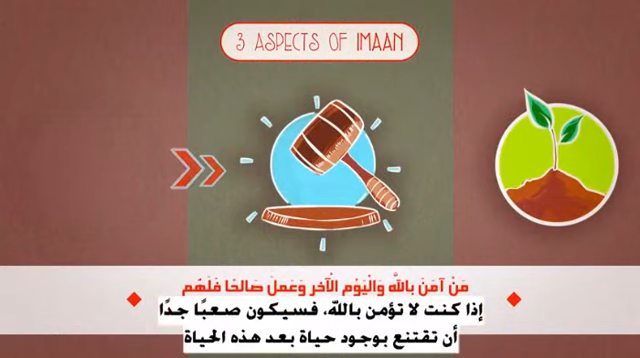 3 ASPECTS OF IMAAN
مَنْ آمَنَ بِاللَّهِ وَالْيَوْمِ الْآخِرِ وَعَمِلَ صَالِحًا فَلَهُمْ
إذا كنت لا تؤمن بالله، فسيكون صعبًا جدًا
أن تقتنع بوجود حياة بعد هذه الحياة